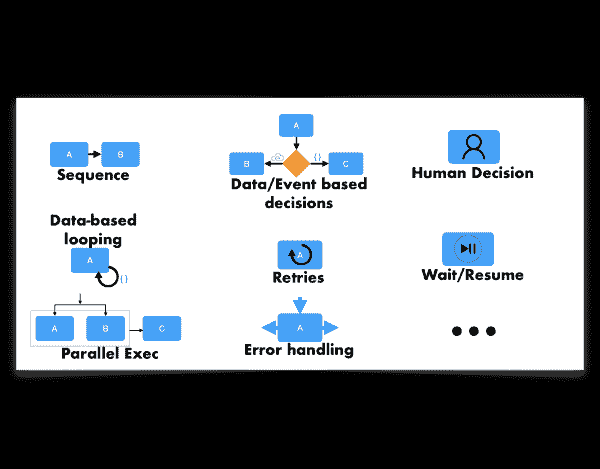 A B
Sequence
A
B
{}
C
Data/Event based
decisions
Human Decision
Data-based
looping
A
{}
A
Retries
Wait/Resume
A B C
Parallel Exec
A
Error handling